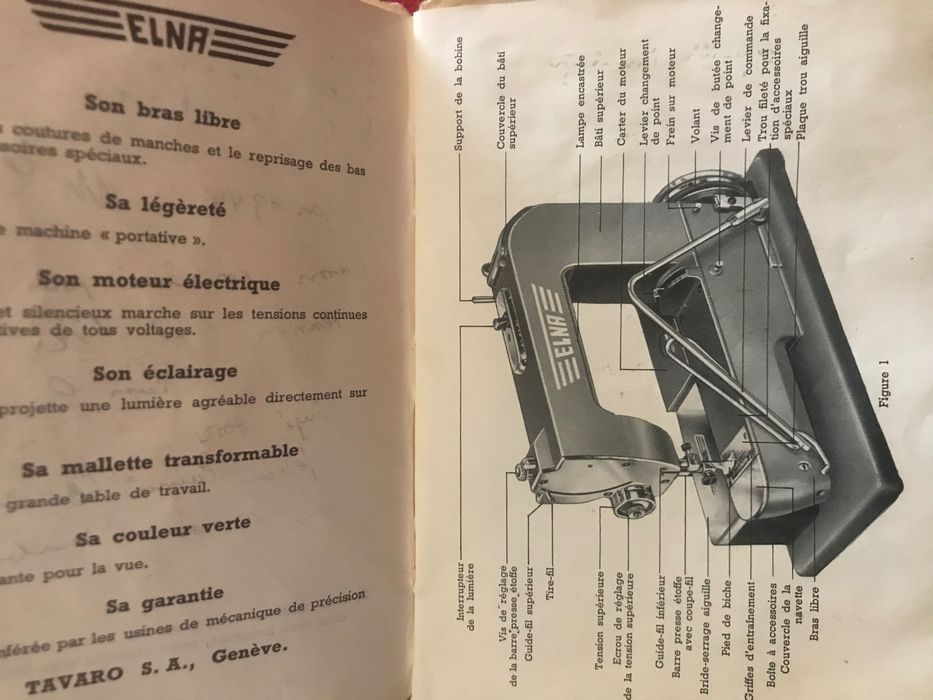 ELNA
Son bras libre
coutures de manches et le reprisage des bas
soires spéciaux.
Sa légèreté
machine « portative ».
Son moteur électrique
et silencieux marche sur les tensions continues
tives de tous voltages.
Son éclairage
projette une lumière agréable directement sur
Sa mallette transformable
grande table de travail.
Sa couleur verte
ante pour la vue.
Sa garantie
nférée par les usines de mécanique de précision
TAVARO S. A., Genève.
Support de la bobine
Couvercle du bâti
supérieur
Lampe encastrée
Bâti supérieur
Carter du moteur
Levier changement
de point
Frein sur moteur
Volant
Vis de butée change-
ment de point
Levier de commande
Trou fileté pour la fixa-
tion d'accessoires
spéciaux
Plaque trou aiguille
ELNA
Interrupteur
de la lumière
Vis de réglage
de la barre presse étoffe
Guide-fil supérieur
Tire-fil
Tension supérieure
Ecrou de réglage
de la tension supérieure
Guide-fil inférieur
Barre presse étoffe
avec coupe-fil
Bride-serrage aiguille
Pied de biche
Griffes d'entraînement
Boîte à accessoires
Couvercle de la
navette
Bras libre
Figure 1